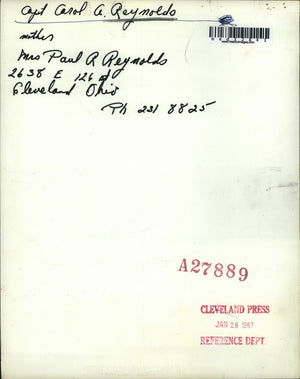 Capt Carol A. Reynolds
mother
Mrs Paul R Reynolds
2638 E 126 st
Cleveland Ohio
Ph 231 8825
A27889
CLEVELAND PRESS
JAN 26 1967
REFERENCE DEPT.